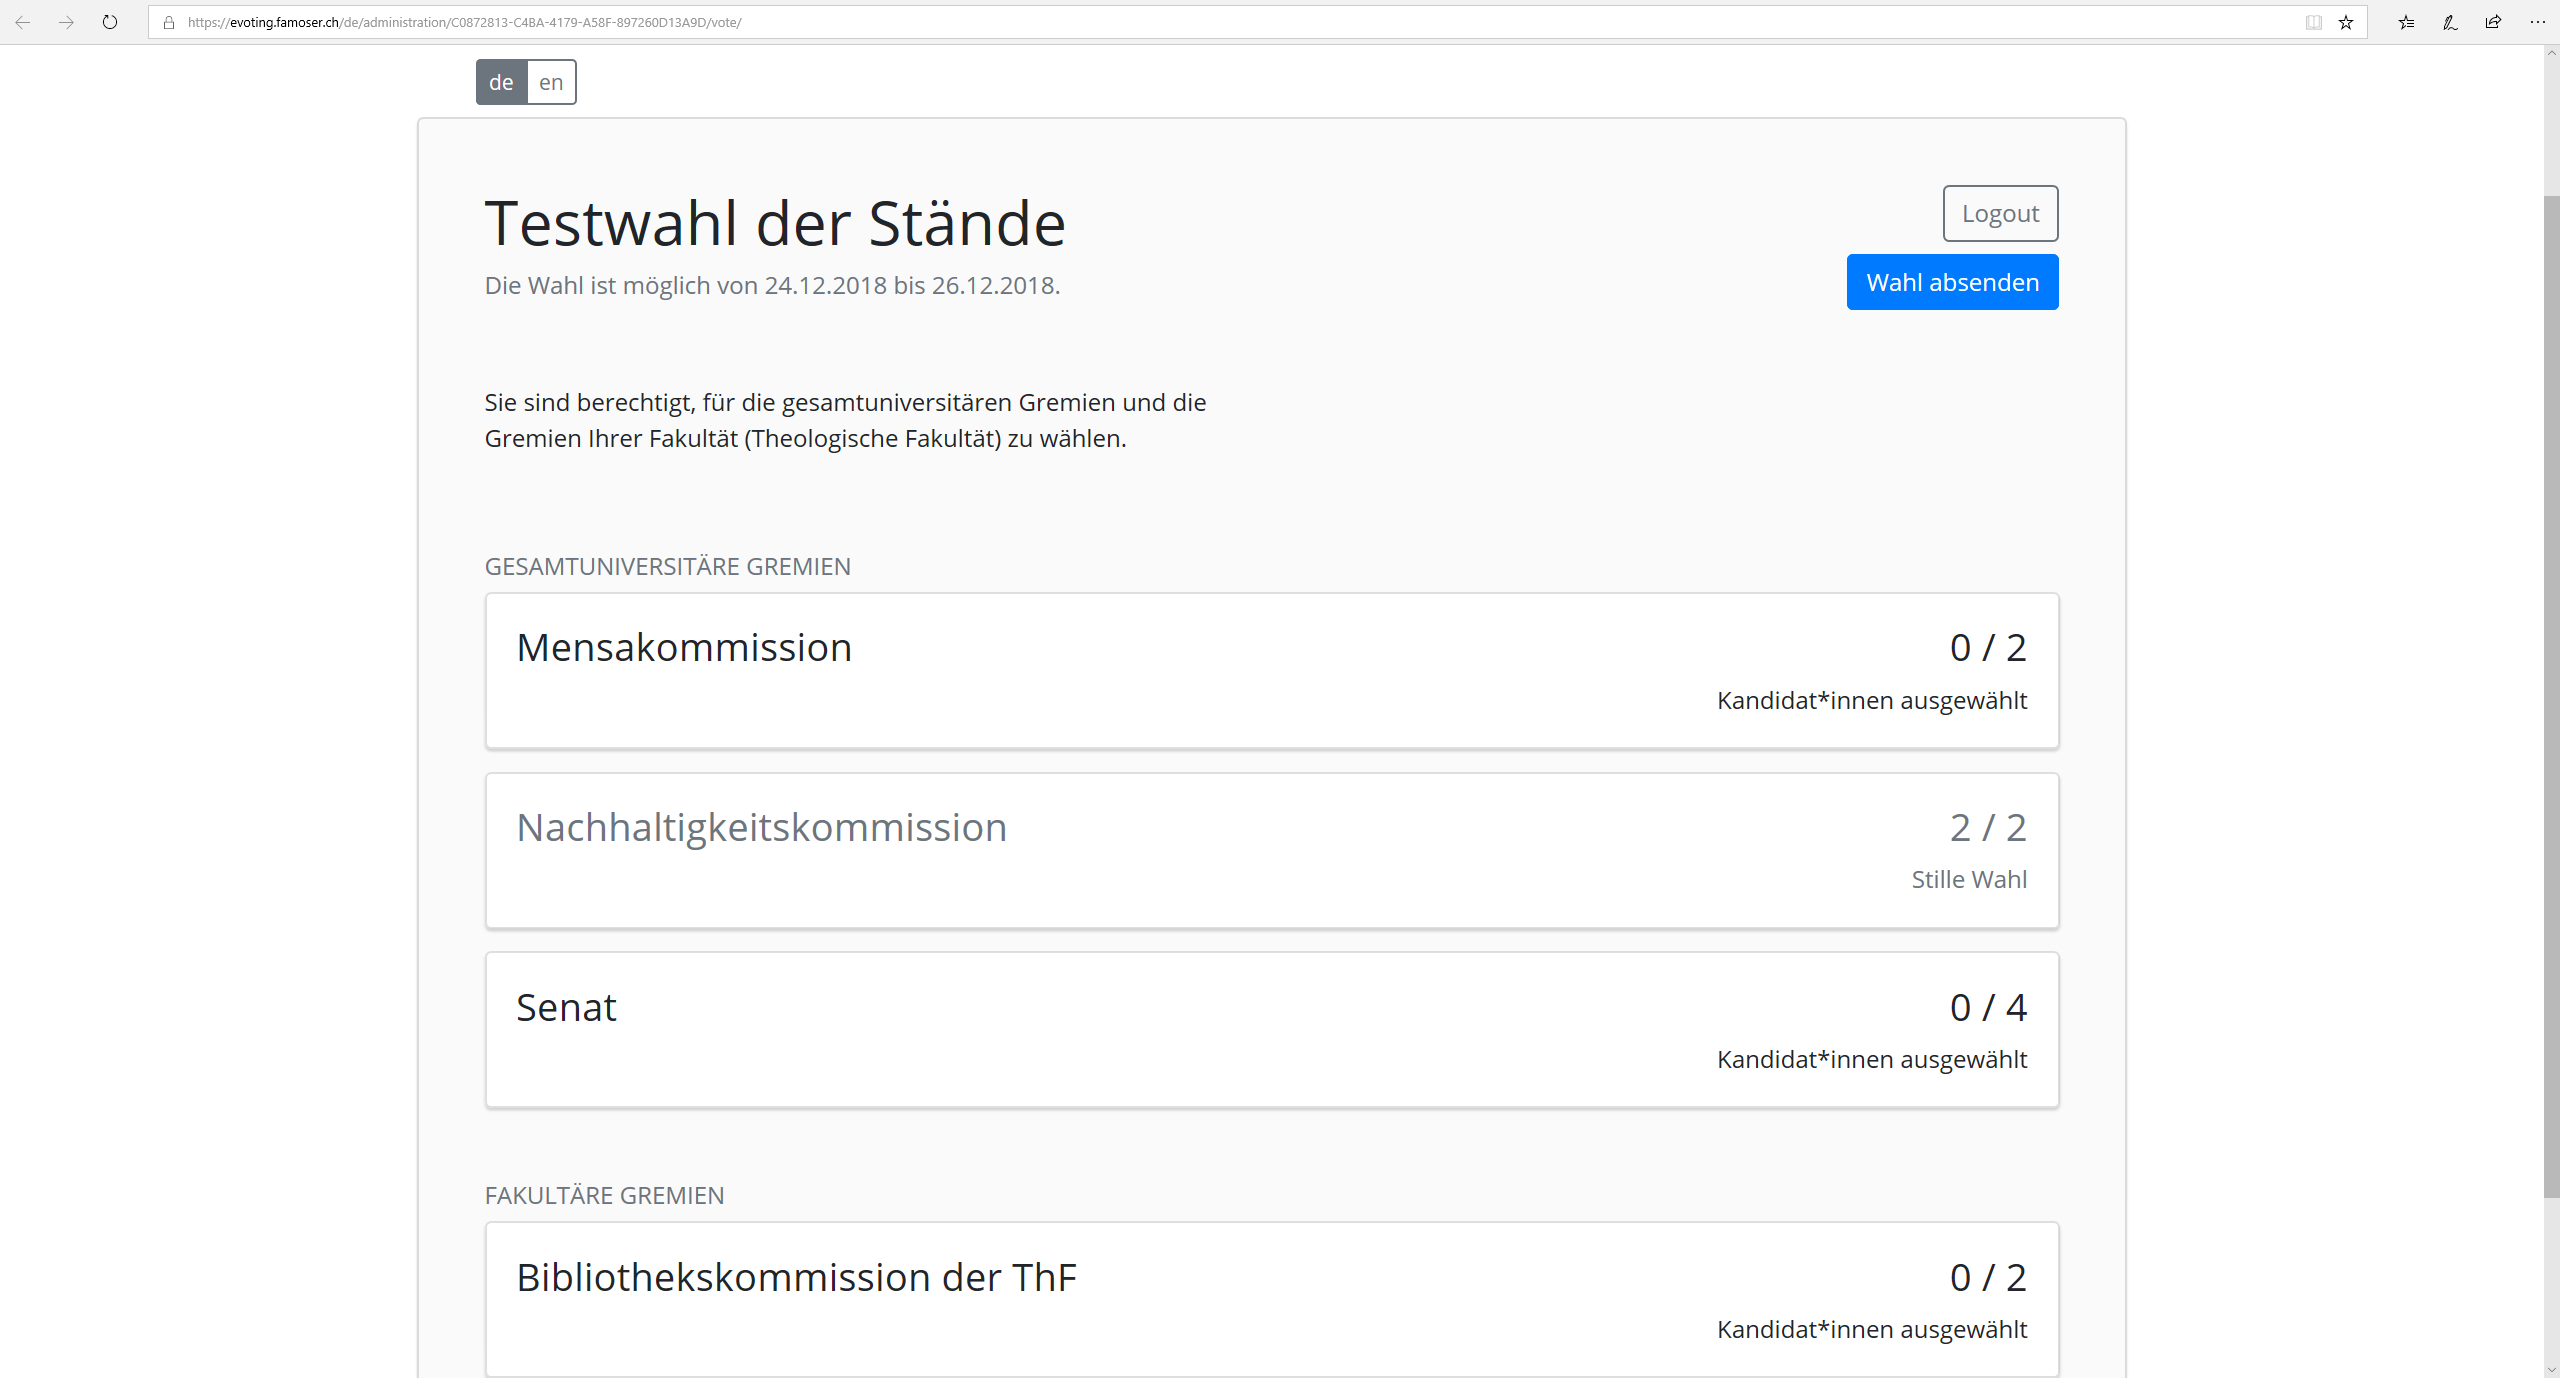 https://evoting.famoser.ch/de/administration/C0872813-C4BA-4179-A58F-897260D13A9D/vote/
de en
Testwahl der Stände
Logout
Die Wahl ist möglich von 24.12.2018 bis 26.12.2018.
Wahl absenden
Sie sind berechtigt, für die gesamtuniversitären Gremien und die
Gremien Ihrer Fakultät (Theologische Fakultät) zu wählen.
GESAMTUNIVERSITÄRE GREMIEN
Mensakommission 0 / 2
Kandidat*innen ausgewählt
Nachhaltigkeitskommission 2 / 2
Stille Wahl
Senat 0 / 4
Kandidat*innen ausgewählt
FAKULTÄRE GREMIEN
Bibliothekskommission der ThF 0 / 2
Kandidat*innen ausgewählt